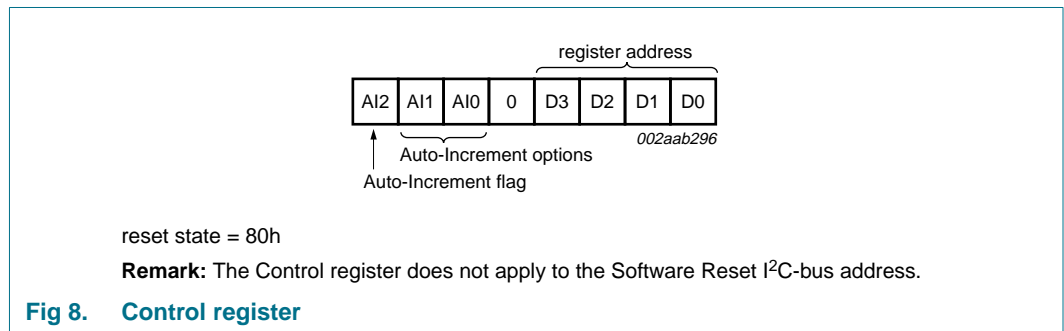 register address
AI2 AI1 AI0 0 D3 D2 D1 D0
002aab296
Auto-Increment options
Auto-Increment flag
reset state = 80h
Remark: The Control register does not apply to the Software Reset I²C-bus address.
Fig 8. Control register